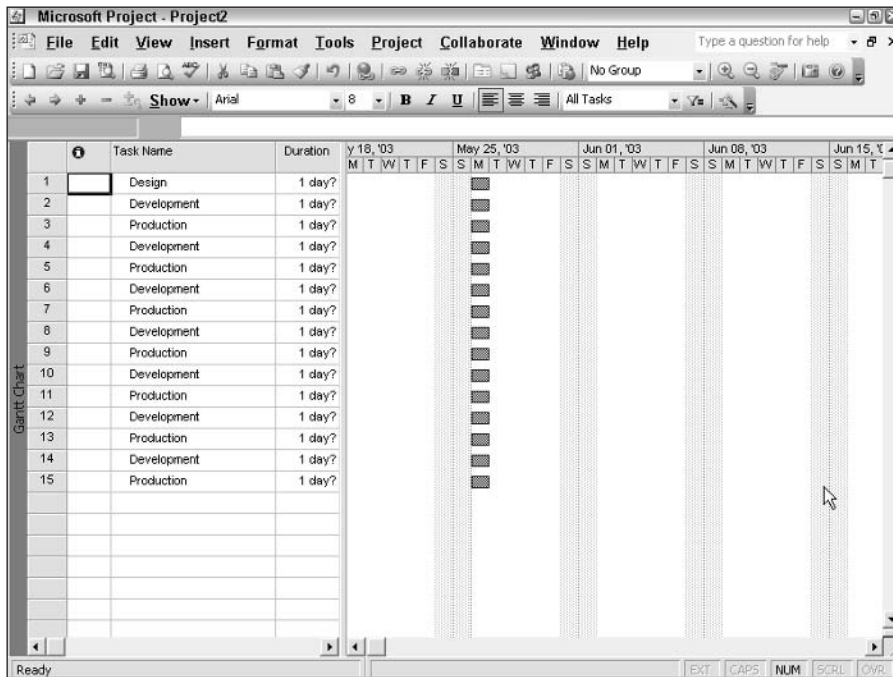 Microsoft Project - Project2
File Edit View Insert Format Tools Project Collaborate Window Help Type a question for help
No Group
Show Arial 8 B I U All Tasks
Task Name Duration y 18, '03 May 25, '03 Jun 01, '03 Jun 08, '03 Jun 15, '0
M T W T F S S M T W T F S S M T W T F S S M T W T F S S M T
1 Design 1 day?
2 Development 1 day?
3 Production 1 day?
4 Development 1 day?
5 Production 1 day?
6 Development 1 day?
7 Production 1 day?
8 Development 1 day?
9 Production 1 day?
10 Development 1 day?
11 Production 1 day?
12 Development 1 day?
13 Production 1 day?
14 Development 1 day?
15 Production 1 day?
Gantt Chart
Ready EXT CAPS NUM SCRL OVR